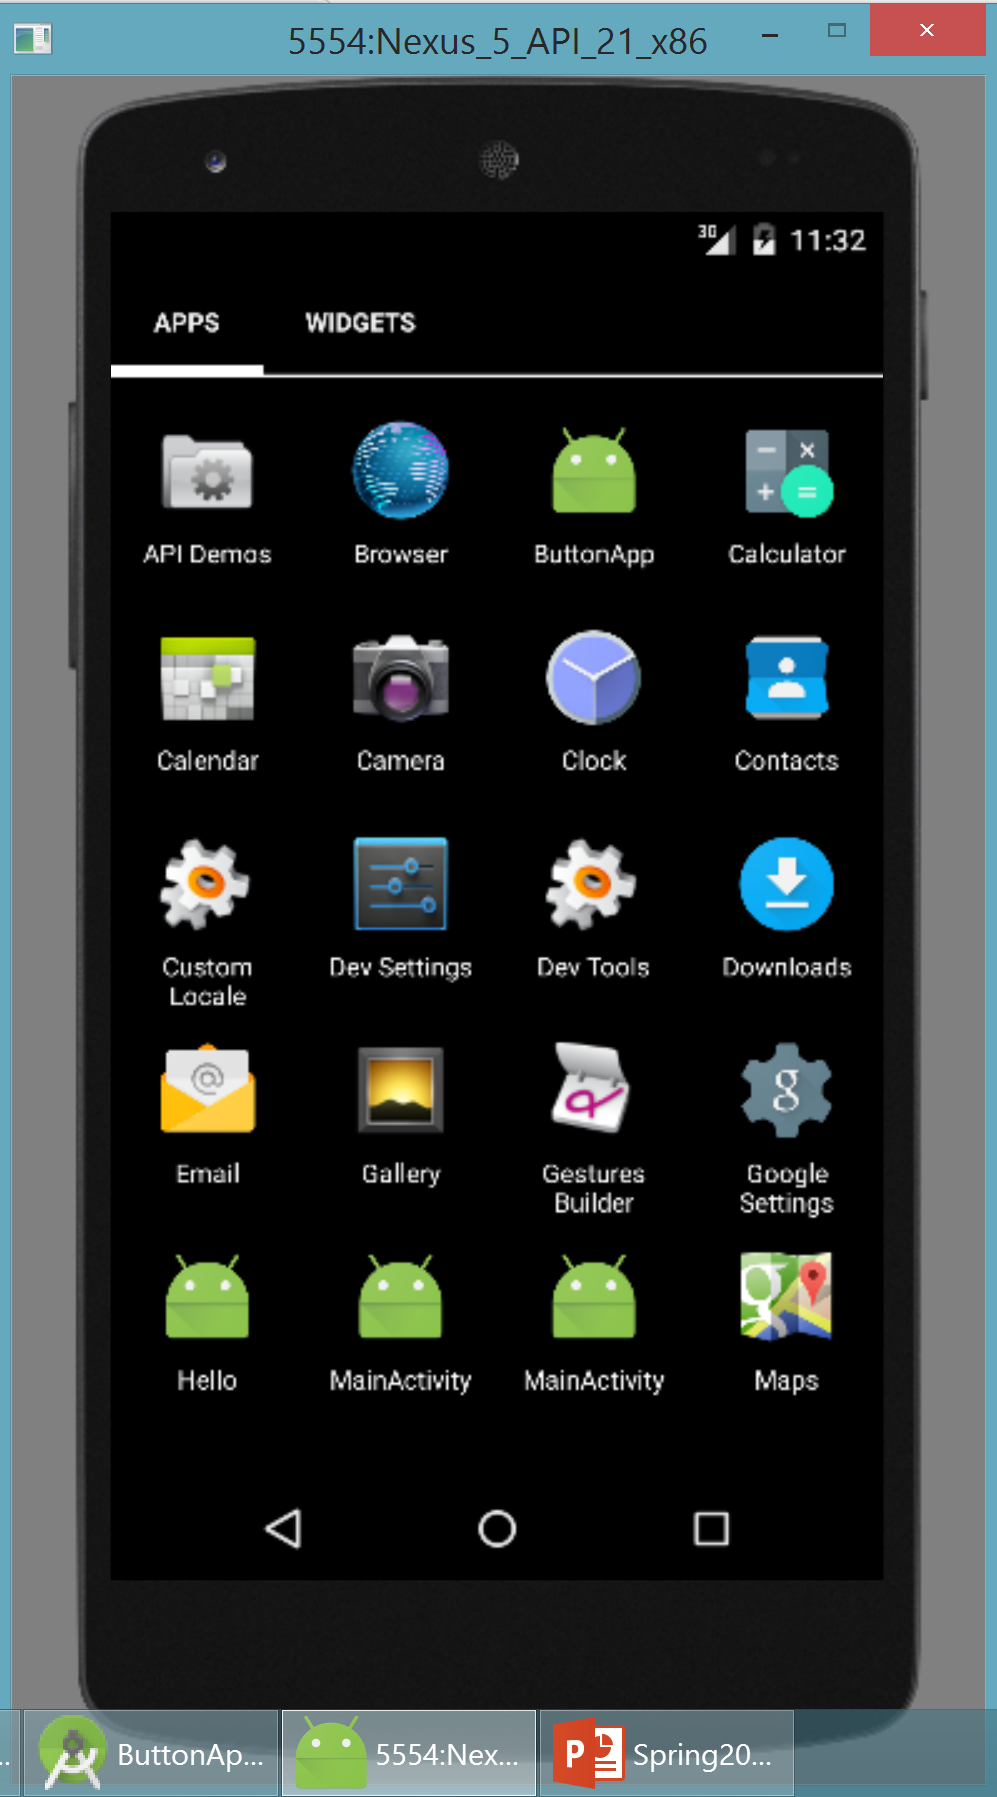 5554:Nexus_5_API_21_x86
3G 11:32
APPS WIDGETS
API Demos Browser ButtonApp Calculator
Calendar Camera Clock Contacts
Custom Locale Dev Settings Dev Tools Downloads
Email Gallery Gestures Builder Google Settings
Hello MainActivity MainActivity Maps
... ButtonAp... 5554:Nex... Spring20...